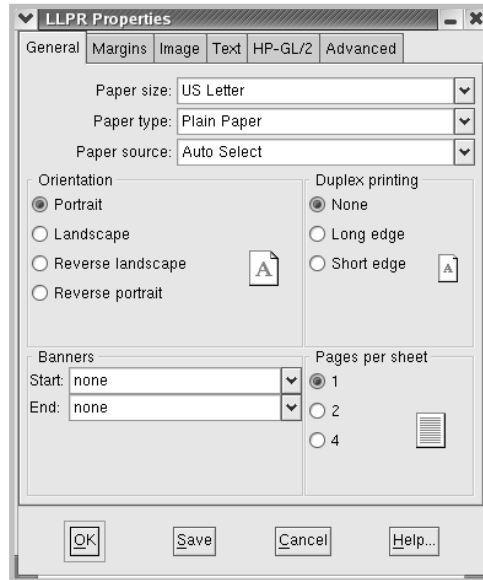 LLPR Properties
General Margins Image Text HP-GL/2 Advanced
Paper size: US Letter
Paper type: Plain Paper
Paper source: Auto Select
Orientation
Portrait
Landscape
Reverse landscape
Reverse portrait
A
Duplex printing
None
Long edge
Short edge
A
Banners
Start: none
End: none
Pages per sheet
1
2
4
OK Save Cancel Help...